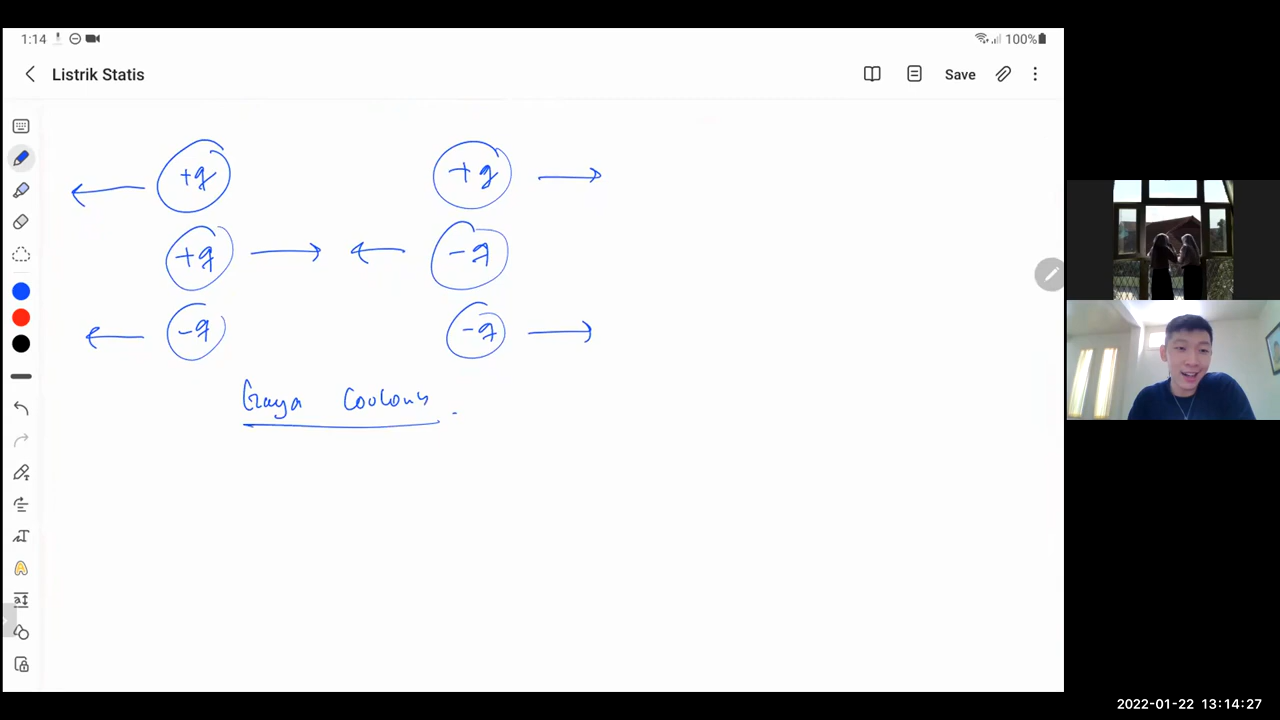 1:14 100%
Listrik Statis Save
+q +q
+q -q
-q -q
Gaya Coulomb
2022-01-22 13:14:27